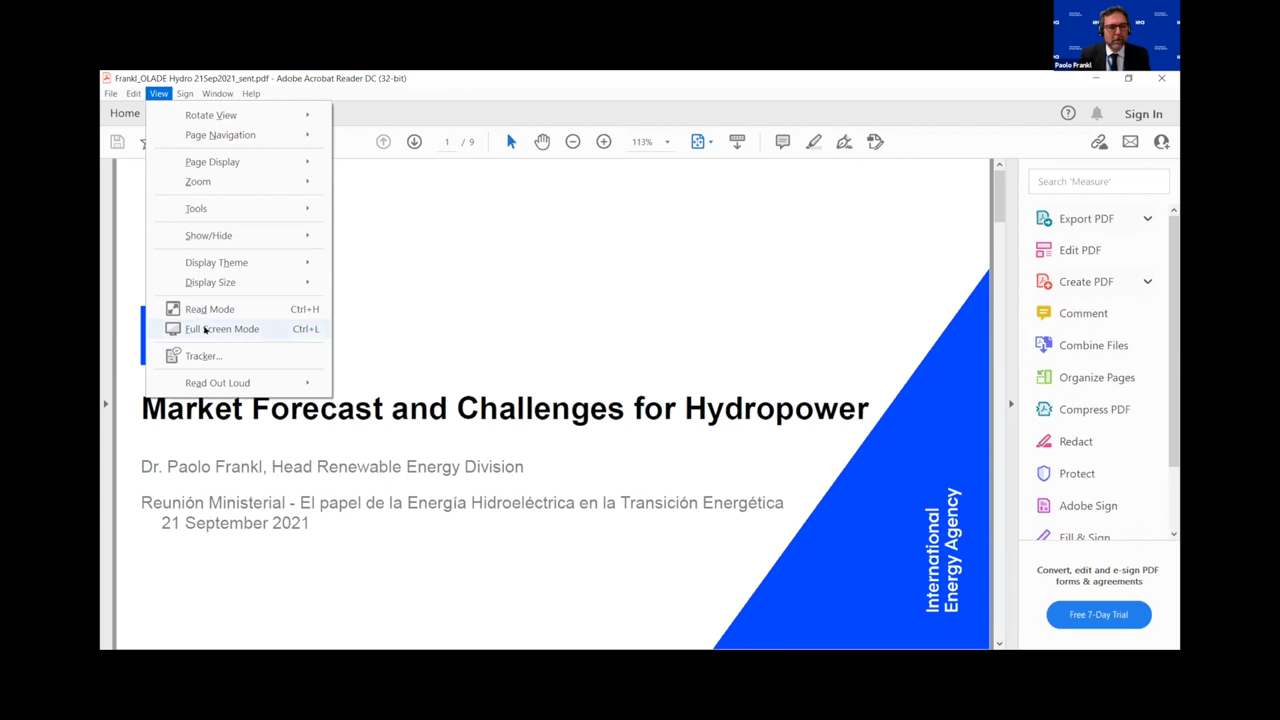 iea
Paolo Frankl
Frankl_OLADE Hydro 21Sep2021_sent.pdf - Adobe Acrobat Reader DC (32-bit)
File Edit View Sign Window Help
Home
Sign In
1 / 9
113%
Rotate View
Page Navigation
Page Display
Zoom
Tools
Show/Hide
Display Theme
Display Size
Read Mode Ctrl+H
Full Screen Mode Ctrl+L
Tracker...
Read Out Loud
Market Forecast and Challenges for Hydropower
Dr. Paolo Frankl, Head Renewable Energy Division
Reunión Ministerial - El papel de la Energía Hidroeléctrica en la Transición Energética
21 September 2021
International
Energy Agency
Search 'Measure'
Export PDF
Edit PDF
Create PDF
Comment
Combine Files
Organize Pages
Compress PDF
Redact
Protect
Adobe Sign
Fill & Sign
Convert, edit and e-sign PDF
forms & agreements
Free 7-Day Trial